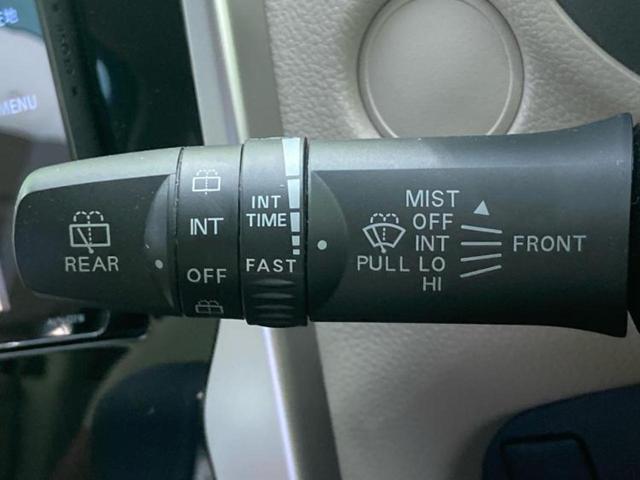 MENU
REAR
INT
OFF
INT
TIME
FAST
PULL
MIST
OFF
INT
LO
HI
FRONT